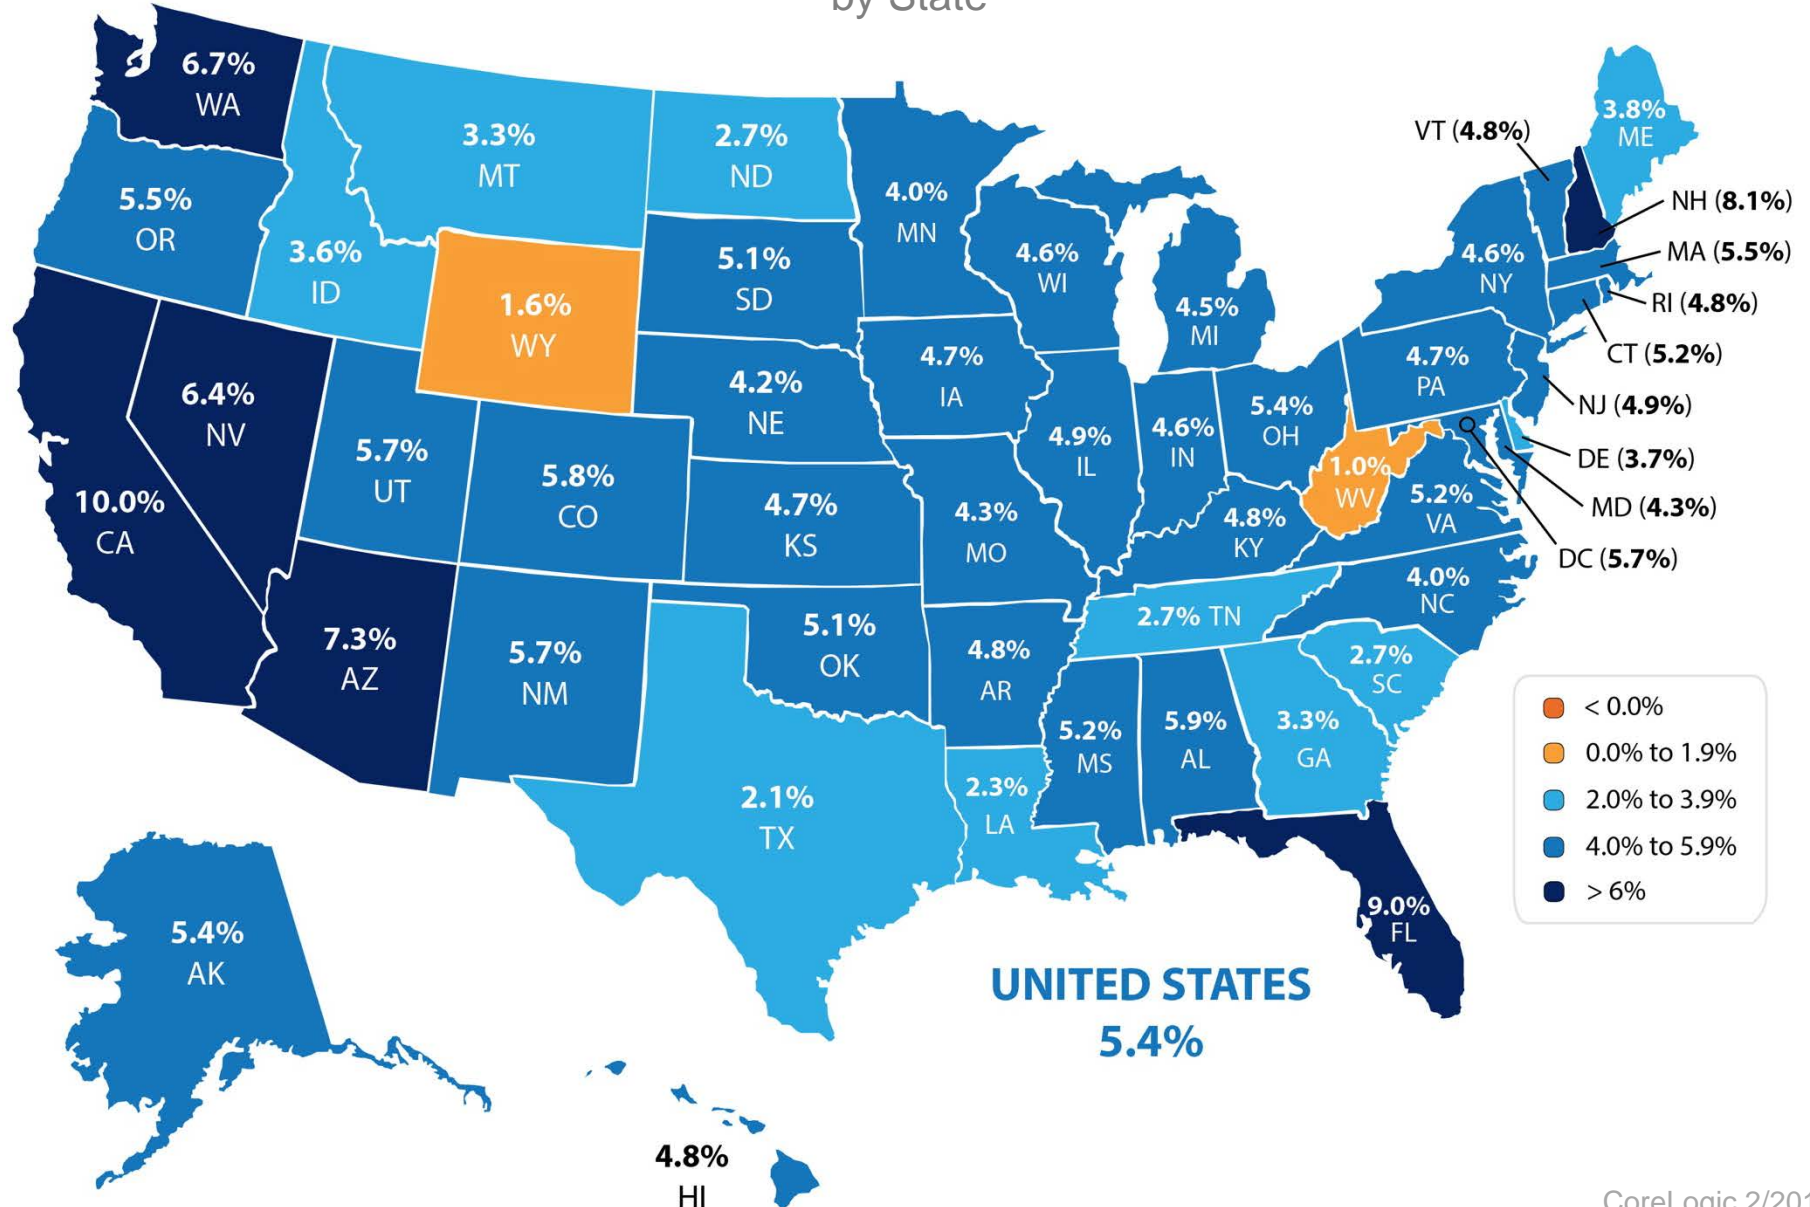 by State
6.7%
WA
5.5%
OR
3.6%
ID
3.3%
MT
2.7%
ND
4.0%
MN
5.1%
SD
1.6%
WY
4.6%
WI
4.5%
MI
VT (4.8%)
3.8%
ME
NH (8.1%)
MA (5.5%)
RI (4.8%)
CT (5.2%)
NJ (4.9%)
DE (3.7%)
MD (4.3%)
DC (5.7%)
4.6%
NY
4.7%
PA
10.0%
CA
6.4%
NV
5.7%
UT
5.8%
CO
4.2%
NE
4.7%
IA
4.9%
IL
4.6%
IN
5.4%
OH
1.0%
WV
5.2%
VA
4.7%
KS
4.3%
MO
4.8%
KY
4.0%
NC
2.7% TN
2.7%
SC
7.3%
AZ
5.7%
NM
5.1%
OK
4.8%
AR
5.2%
MS
5.9%
AL
3.3%
GA
2.1%
TX
2.3%
LA
9.0%
FL
< 0.0%
0.0% to 1.9%
2.0% to 3.9%
4.0% to 5.9%
> 6%
5.4%
AK
4.8%
HI
UNITED STATES
5.4%
CoreLogic